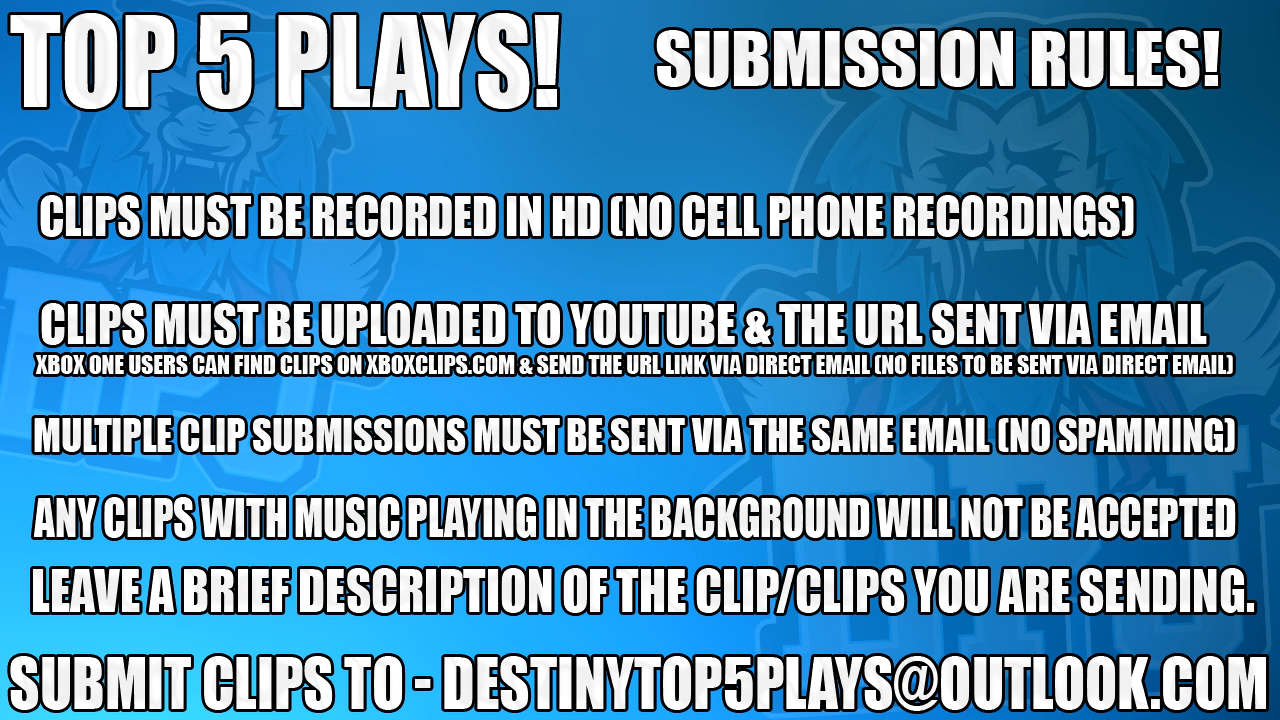 TOP 5 PLAYS!
SUBMISSION RULES!
CLIPS MUST BE RECORDED IN HD (NO CELL PHONE RECORDINGS)
CLIPS MUST BE UPLOADED TO YOUTUBE & THE URL SENT VIA EMAIL
XBOX ONE USERS CAN FIND CLIPS ON XBOXCLIPS.COM & SEND THE URL LINK VIA DIRECT EMAIL (NO FILES TO BE SENT VIA DIRECT EMAIL)
MULTIPLE CLIP SUBMISSIONS MUST BE SENT VIA THE SAME EMAIL (NO SPAMMING)
ANY CLIPS WITH MUSIC PLAYING IN THE BACKGROUND WILL NOT BE ACCEPTED
LEAVE A BRIEF DESCRIPTION OF THE CLIP/CLIPS YOU ARE SENDING.
SUBMIT CLIPS TO - DESTINYTOP5PLAYS@OUTLOOK.COM